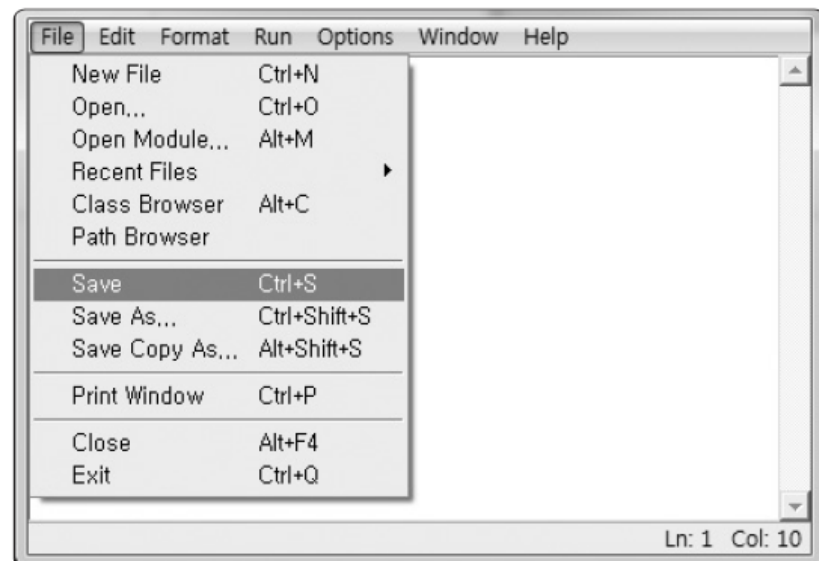 File Edit Format Run Options Window Help
New File Ctrl+N
Open... Ctrl+O
Open Module... Alt+M
Recent Files
Class Browser Alt+C
Path Browser
Save Ctrl+S
Save As... Ctrl+Shift+S
Save Copy As... Alt+Shift+S
Print Window Ctrl+P
Close Alt+F4
Exit Ctrl+Q
Ln: 1 Col: 10